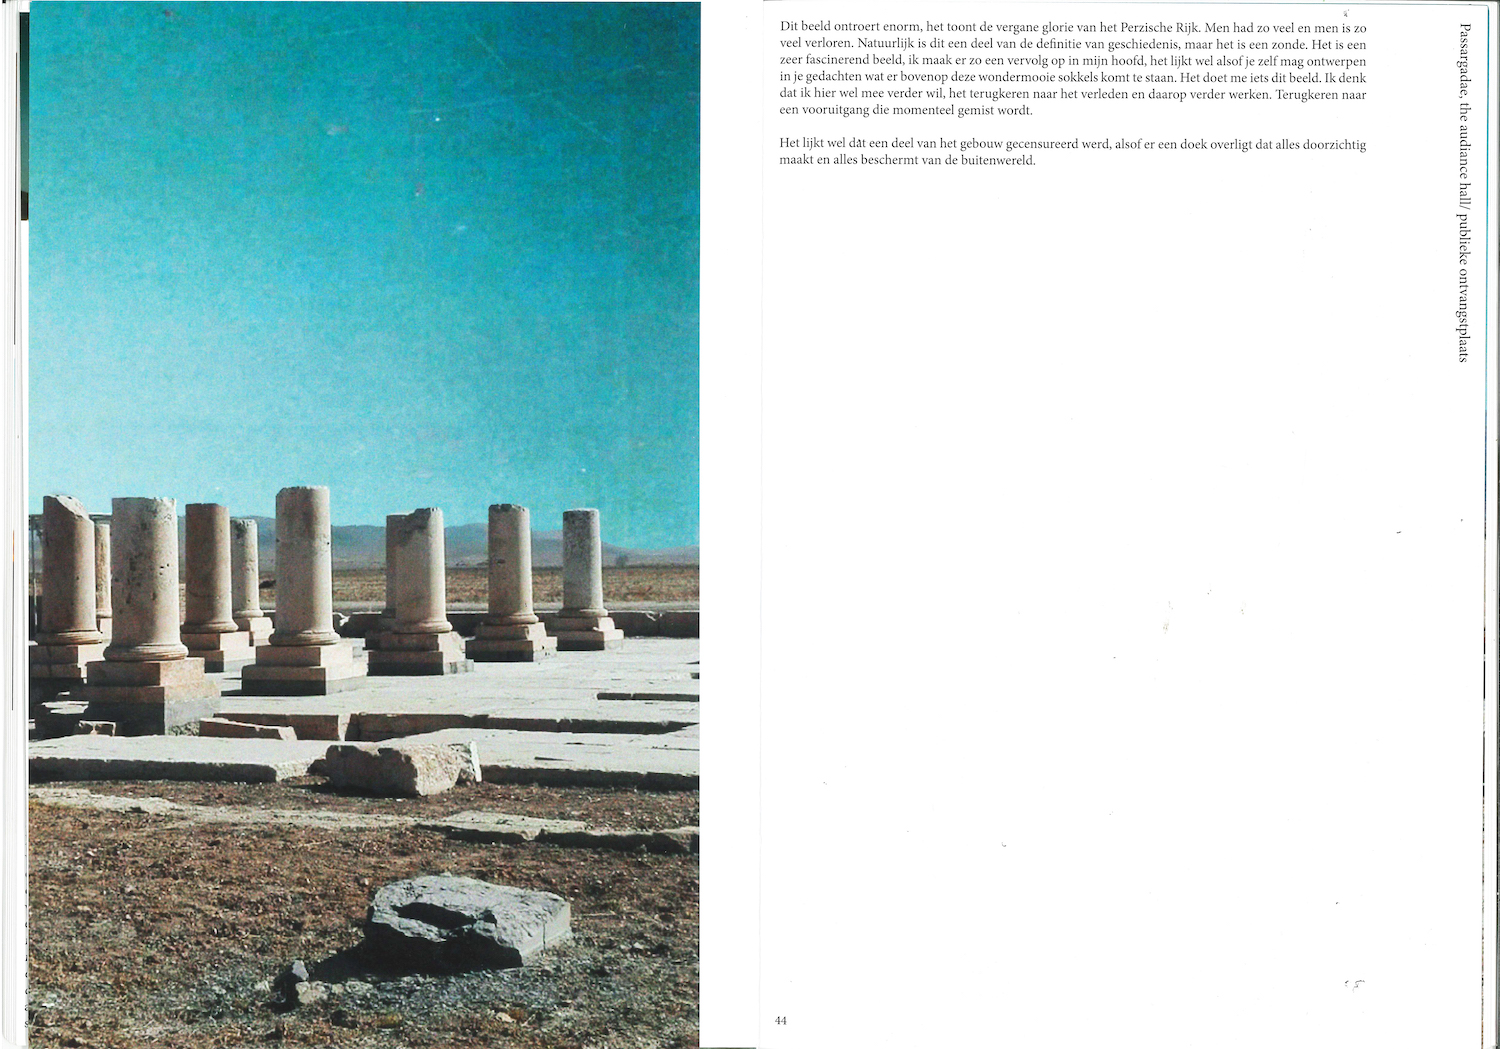 Dit beeld ontroert enorm, het toont de vergane glorie van het Perzische Rijk. Men had zo veel en men is zo
veel verloren. Natuurlijk is dit een deel van de definitie van geschiedenis, maar het is een zonde. Het is een
zeer fascinerend beeld, ik maak er zo een vervolg op in mijn hoofd, het lijkt wel alsof je zelf mag ontwerpen
in je gedachten wat er bovenop deze wondermooie sokkels komt te staan. Het doet me iets dit beeld. Ik denk
dat ik hier wel mee verder wil, het terugkeren naar het verleden en daarop verder werken. Terugkeren naar
een vooruitgang die momenteel gemist wordt.
Het lijkt wel dat een deel van het gebouw gecensureerd werd, alsof er een doek overligt dat alles doorzichtig
maakt en alles beschermt van de buitenwereld.
Passargadae, the audiance hall/ publieke ontvangstplaats
44